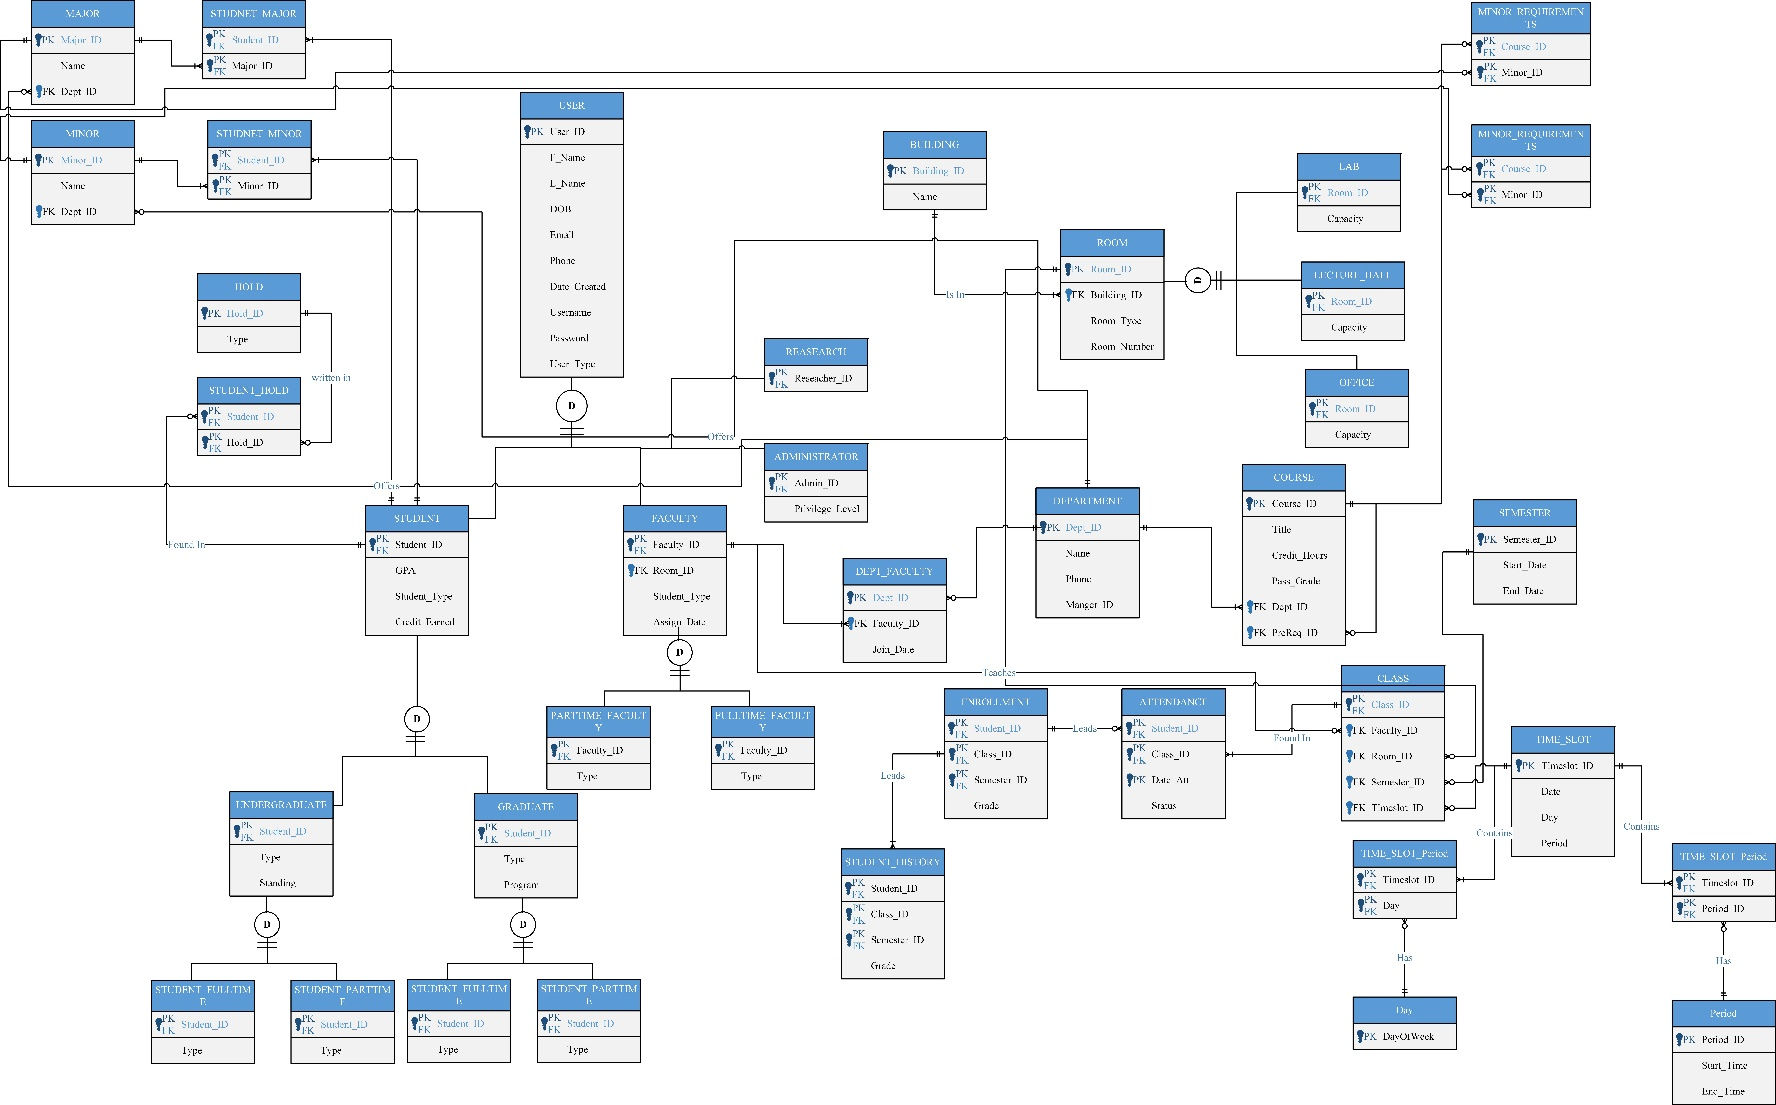 MAJOR
PK Major_ID
Name
FK Dept_ID
STUDNET_MAJOR
PK
FK Student_ID
PK
FK Major_ID
MINOR
PK Minor_ID
Name
FK Dept_ID
STUDNET_MINOR
PK
FK Student_ID
PK
FK Minor_ID
HOLD
PK Hold_ID
Type
written in
STUDENT_HOLD
PK
FK Student_ID
PK
FK Hold_ID
Found In
USER
PK User_ID
F_Name
L_Name
DOB
Email
Phone
Date_Created
Username
Password
User_Type
D
BUILDING
PK Building_ID
Name
Is In
ROOM
PK Room_ID
FK Building_ID
Room_Type
Room_Number
D
LAB
PK
FK Room_ID
Capacity
LECTURE_HALL
PK
FK Room_ID
Capacity
OFFICE
PK
FK Room_ID
Capacity
MINOR_REQUIREMEN
TS
PK
FK Course_ID
PK
FK Minor_ID
MINOR_REQUIREMEN
TS
PK
FK Course_ID
PK
FK Minor_ID
REASEARCH
PK
FK Reseacher_ID
Offers
ADMINISTRATOR
PK
FK Admin_ID
Privilege_Level
Offers
STUDENT
PK
FK Student_ID
GPA
Student_Type
Credit_Earned
D
FACULTY
PK
FK Faculty_ID
FK Room_ID
Student_Type
Assign_Date
D
DEPT_FACULTY
PK Dept_ID
FK Faculty_ID
Join_Date
DEPARTMENT
PK Dept_ID
Name
Phone
Manger_ID
COURSE
PK Course_ID
Title
Credit_Hours
Pass_Grade
FK Dept_ID
FK PreReq_ID
SEMESTER
PK Semester_ID
Start_Date
End_Date
Teaches
PARTTIME_FACULT
Y
PK
FK Faculty_ID
Type
FULLTIME_FACULT
Y
PK
FK Faculty_ID
Type
ENROLLMENT
PK
FK Student_ID
PK
FK Class_ID
PK
FK Semester_ID
Grade
Leads
Leads
ATTENDANCE
PK
FK Student_ID
PK
FK Class_ID
PK Date_Att
Status
Found In
CLASS
PK
FK Class_ID
FK Faculty_ID
FK Room_ID
FK Semester_ID
FK Timeslot_ID
TIME_SLOT
PK Timeslot_ID
Date
Day
Period
Contains
Contains
UNDERGRADUATE
PK
FK Student_ID
Type
Standing
D
GRADUATE
PK
FK Student_ID
Type
Program
D
STUDENT_HISTORY
PK
FK Student_ID
PK
FK Class_ID
PK
FK Semester_ID
Grade
TIME_SLOT_Period
PK
FK Timeslot_ID
PK
FK Day
Has
Day
PK DayOfWeek
TIME_SLOT_Period
PK
FK Timeslot_ID
PK
FK Period_ID
Has
Period
PK Period_ID
Start_Time
End_Time
STUDENT_FULLTIM
E
PK
FK Student_ID
Type
STUDENT_PARTTIM
E
PK
FK Student_ID
Type
STUDENT_FULLTIM
E
PK
FK Student_ID
Type
STUDENT_PARTTIM
E
PK
FK Student_ID
Type